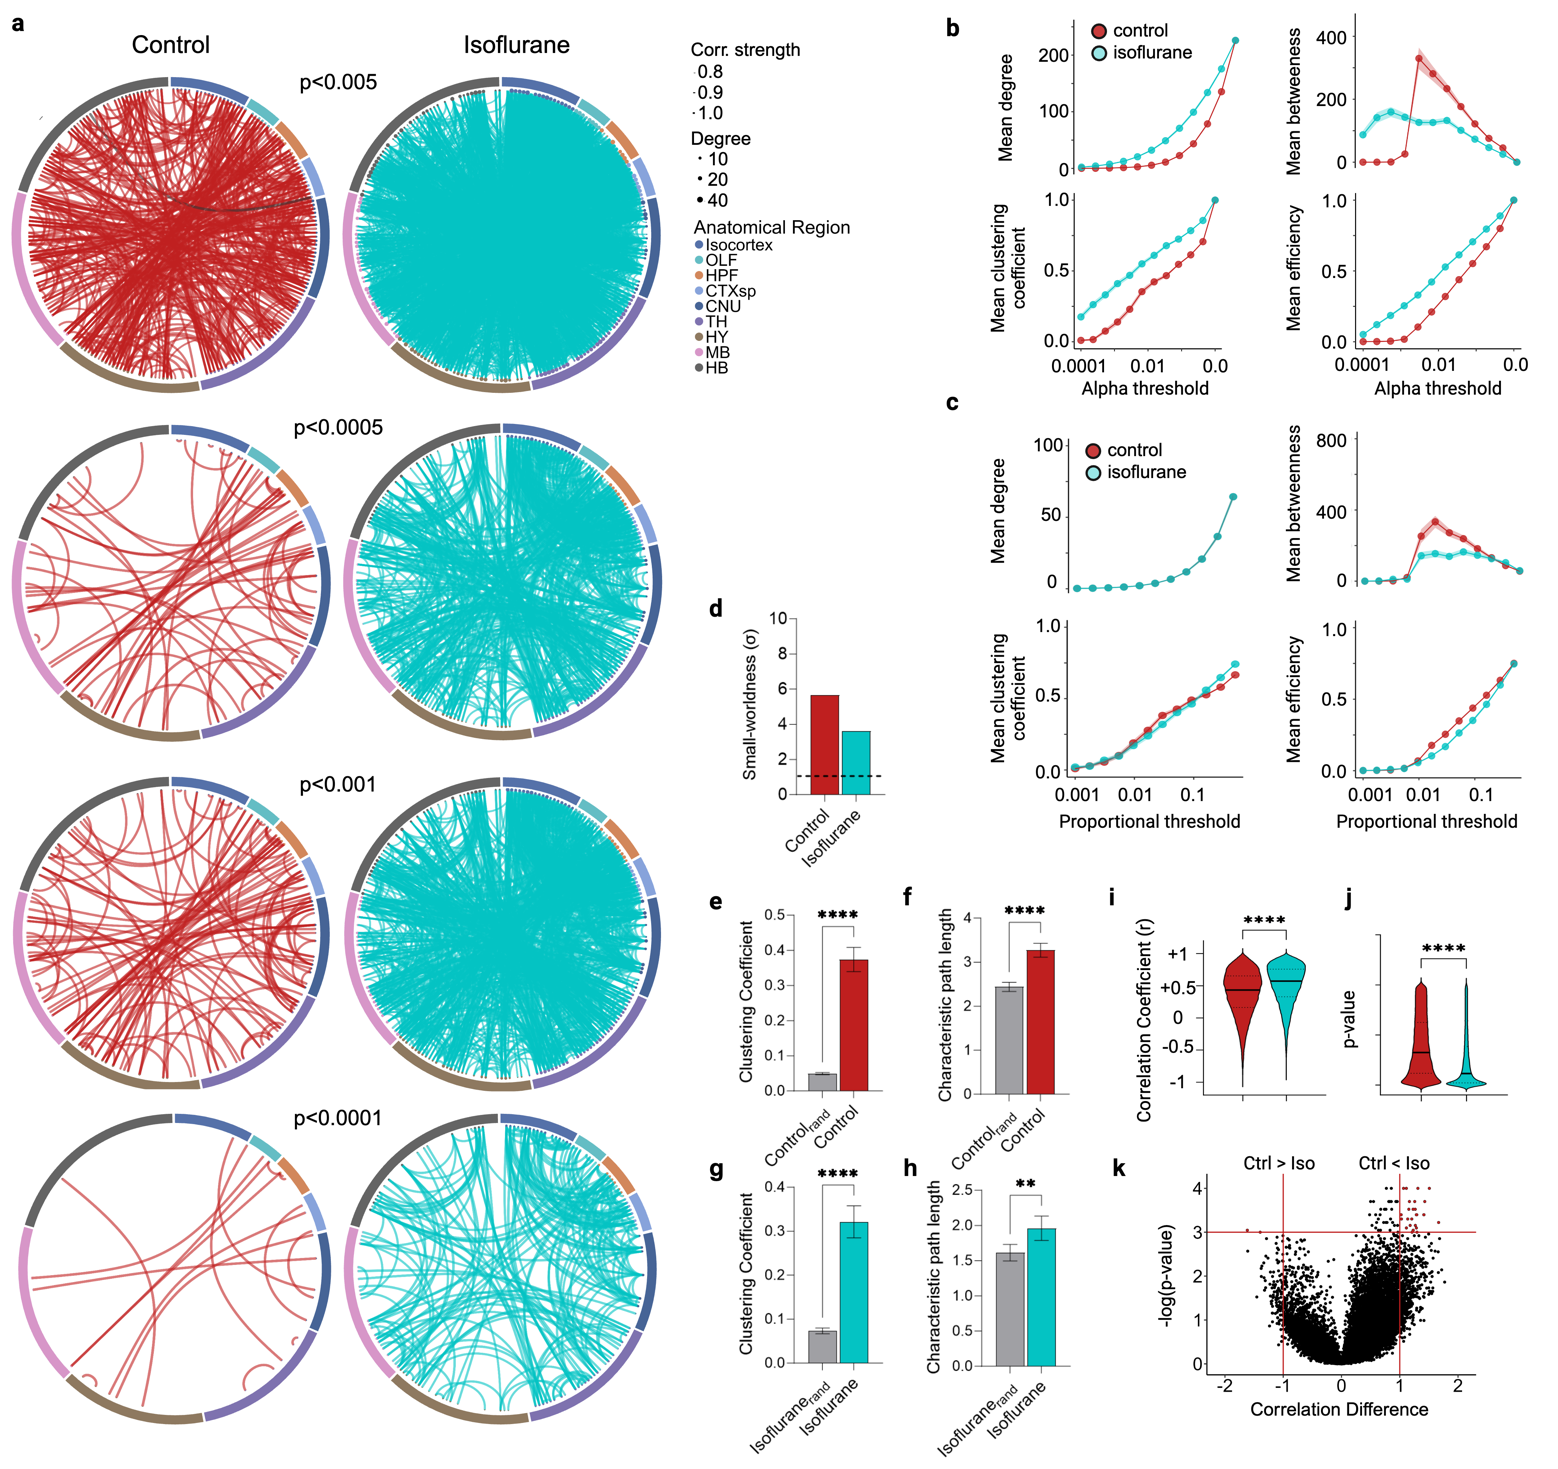 a
Control
Isoflurane
p<0.005
Corr. strength
0.8
0.9
1.0
Degree
10
20
40
Anatomical Region
Isocortex
OLF
HPF
CTXsp
CNU
TH
HY
MB
HB
p<0.0005
p<0.001
p<0.0001
b
control
isoflurane
Mean degree
200
100
0
Mean betweeness
400
200
0
Mean clustering
coefficient
1.0
0.5
0.0
0.0001
0.01
0.0
Alpha threshold
Mean efficiency
1.0
0.5
0.0
0.0001
0.01
0.0
Alpha threshold
c
control
isoflurane
Mean degree
100
50
0
Mean betweenness
800
400
0
Mean clustering
coefficient
1.0
0.5
0.0
0.001
0.01
0.1
Proportional threshold
Mean efficiency
1.0
0.5
0.0
0.001
0.01
0.1
Proportional threshold
d
Small-worldness (σ)
10
8
6
4
2
0
Control
Isoflurane
e
Clustering Coefficient
0.5
0.4
0.3
0.2
0.1
0.0
****
Controlrand
Control
f
Characteristic path length
4
3
2
1
0
****
Controlrand
Control
g
Clustering Coefficient
0.4
0.3
0.2
0.1
0.0
****
Isofluranerand
Isoflurane
h
Characteristic path length
2.5
2.0
1.5
1.0
0.5
0.0
**
Isofluranerand
Isoflurane
i
Correlation Coefficient (r)
+1
+0.5
0
-0.5
-1
****
j
p-value
****
k
Ctrl > Iso
Ctrl < Iso
-log(p-value)
4
3
2
1
0
-2
-1
0
1
2
Correlation Difference